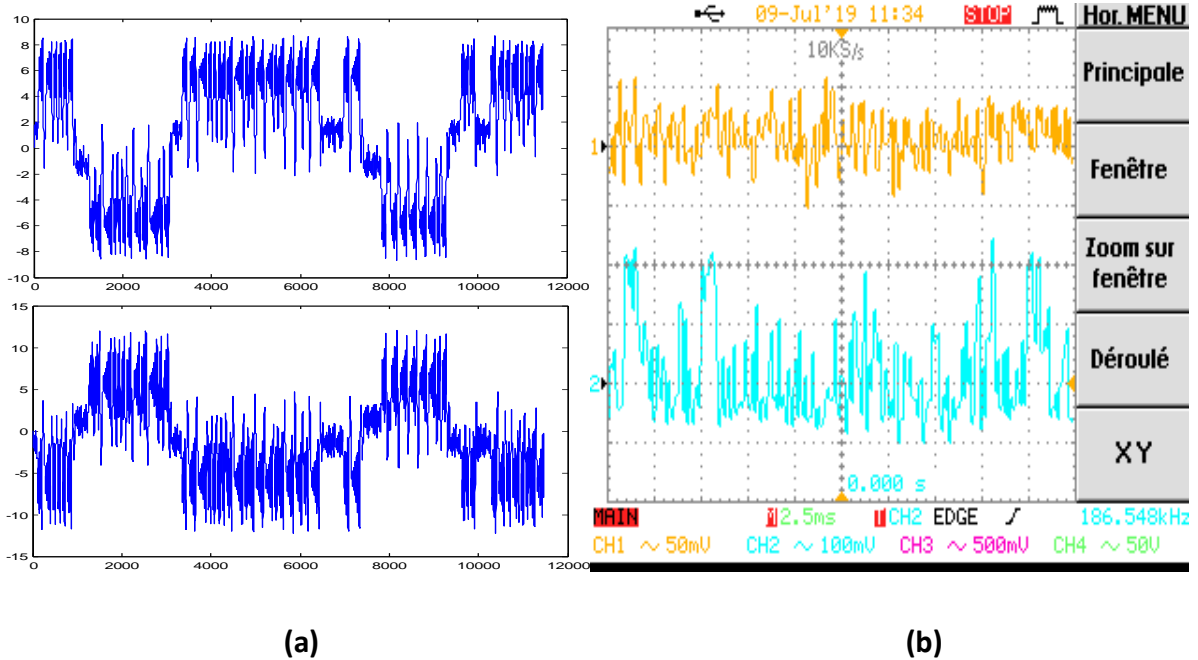 10
8
6
4
2
0
-2
-4
-6
-8
-10
0
2000
4000
6000
8000
10000
12000
15
10
5
0
-5
-10
-15
0
2000
4000
6000
8000
10000
12000
(a)
09-Jul'19 11:34 STOP
10KS/s
1
2
0.000 s
MAIN M 2.5ms T CH2 EDGE 186.548kHz
CH1 ~ 50mV CH2 ~ 100mV CH3 ~ 500mV CH4 ~ 50V
Hor. MENU
Principale
Fenêtre
Zoom sur
fenêtre
Déroulé
XY
(b)